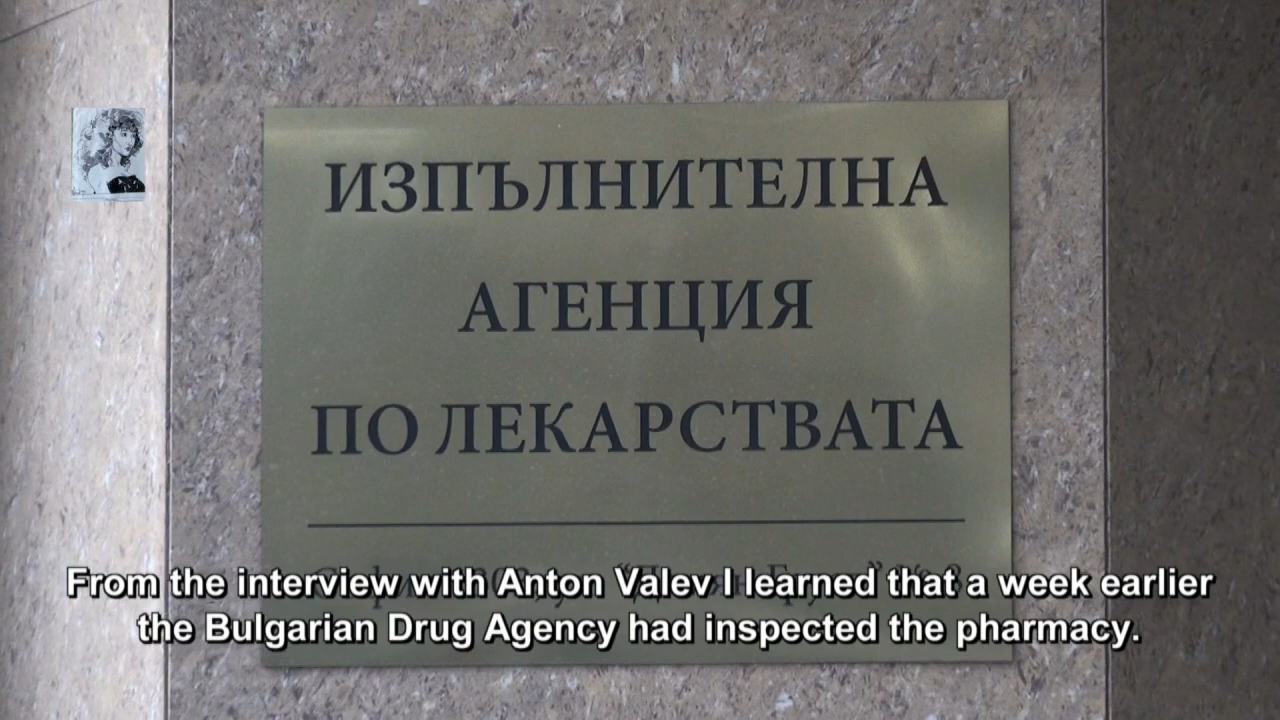 ИЗПЪЛНИТЕЛНА
АГЕНЦИЯ
ПО ЛЕКАРСТВАТА
From the interview with Anton Valev I learned that a week earlier
the Bulgarian Drug Agency had inspected the pharmacy.